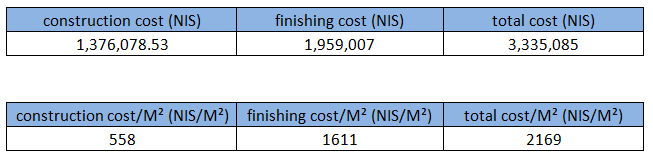 construction cost (NIS) finishing cost (NIS) total cost (NIS)
1,376,078.53 1,959,007 3,335,085
construction cost/M² (NIS/M²) finishing cost/M² (NIS/M²) total cost/M² (NIS/M²)
558 1611 2169